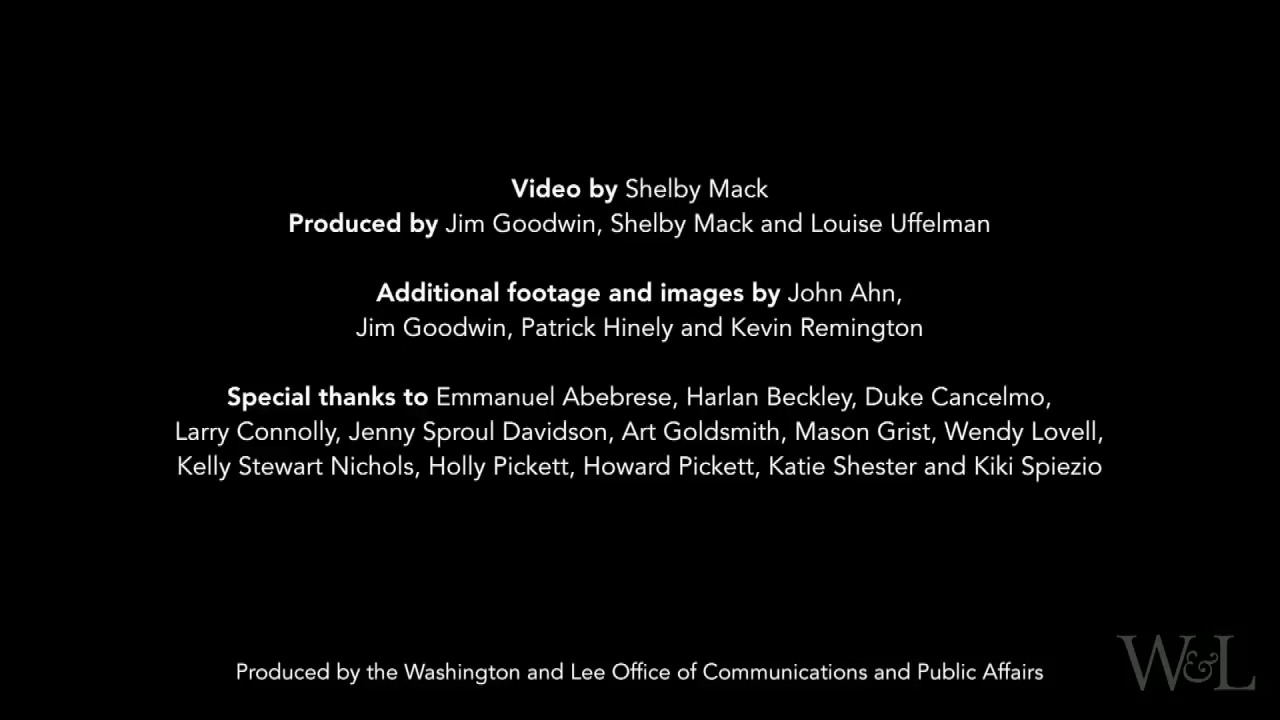 Video by Shelby Mack
Produced by Jim Goodwin, Shelby Mack and Louise Uffelman
Additional footage and images by John Ahn,
Jim Goodwin, Patrick Hinely and Kevin Remington
Special thanks to Emmanuel Abebrese, Harlan Beckley, Duke Cancelmo,
Larry Connolly, Jenny Sproul Davidson, Art Goldsmith, Mason Grist, Wendy Lovell,
Kelly Stewart Nichols, Holly Pickett, Howard Pickett, Katie Shester and Kiki Spiezio
Produced by the Washington and Lee Office of Communications and Public Affairs
W&L